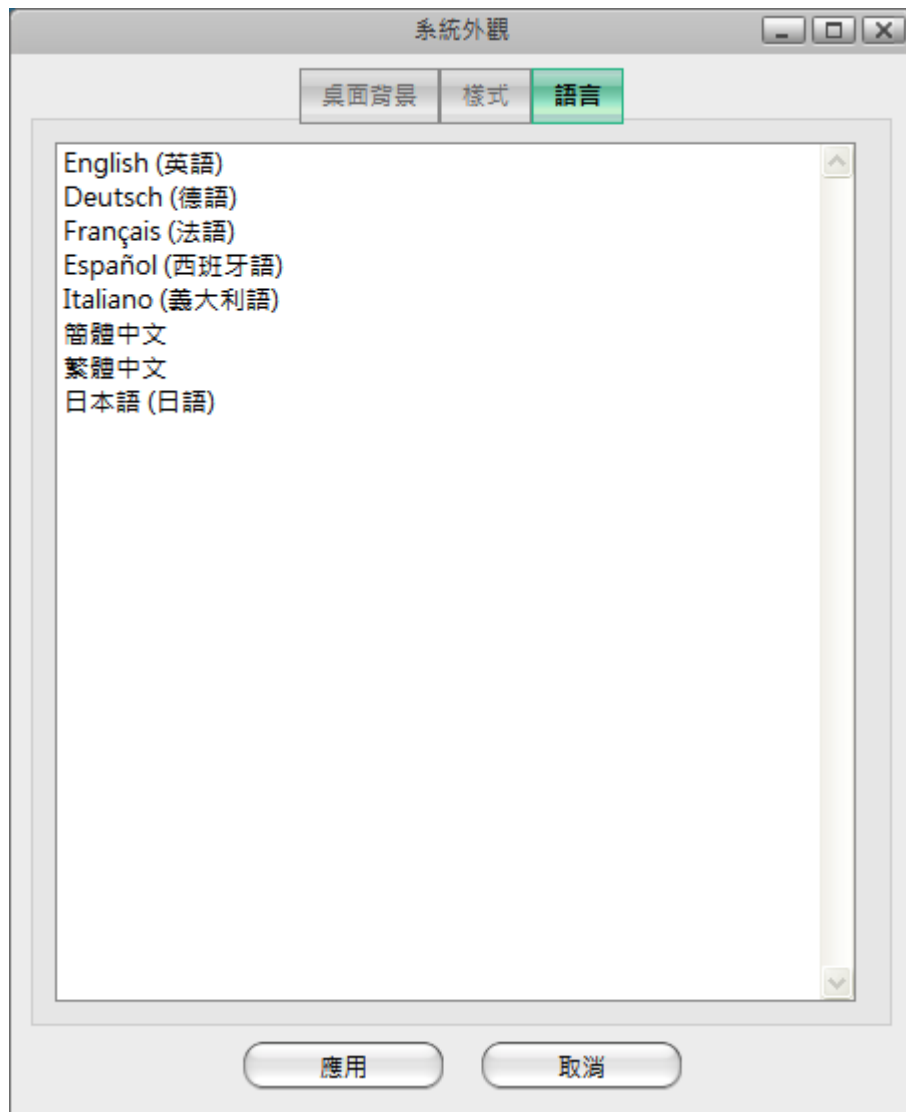 系統外觀
桌面背景 樣式 語言
English (英語)
Deutsch (德語)
Français (法語)
Español (西班牙語)
Italiano (義大利語)
簡體中文
繁體中文
日本語 (日語)
應用 取消